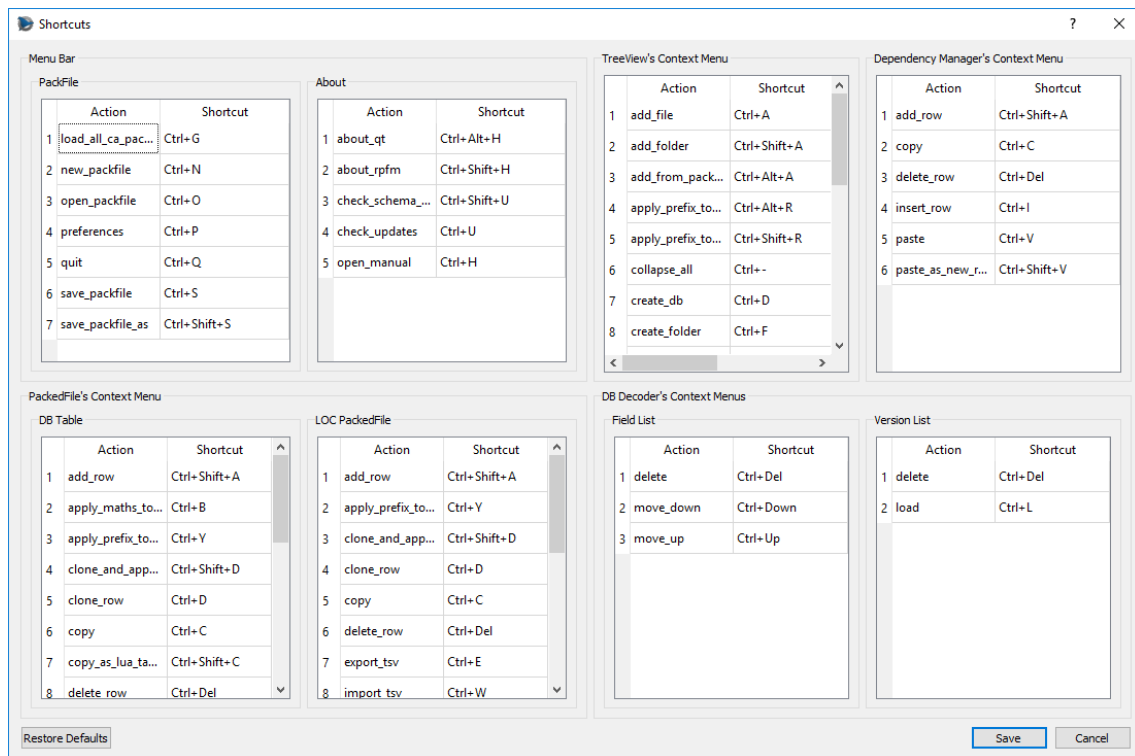 Shortcuts
?
Menu Bar
PackFile
Action Shortcut
1 load_all_ca_pac... Ctrl+G
2 new_packfile Ctrl+N
3 open_packfile Ctrl+O
4 preferences Ctrl+P
5 quit Ctrl+Q
6 save_packfile Ctrl+S
7 save_packfile_as Ctrl+Shift+S
About
Action Shortcut
1 about_qt Ctrl+Alt+H
2 about_rpfm Ctrl+Shift+H
3 check_schema_... Ctrl+Shift+U
4 check_updates Ctrl+U
5 open_manual Ctrl+H
TreeView's Context Menu
Action Shortcut
1 add_file Ctrl+A
2 add_folder Ctrl+Shift+A
3 add_from_pack... Ctrl+Alt+A
4 apply_prefix_to... Ctrl+Alt+R
5 apply_prefix_to... Ctrl+Shift+R
6 collapse_all Ctrl+-
7 create_db Ctrl+D
8 create_folder Ctrl+F
Dependency Manager's Context Menu
Action Shortcut
1 add_row Ctrl+Shift+A
2 copy Ctrl+C
3 delete_row Ctrl+Del
4 insert_row Ctrl+I
5 paste Ctrl+V
6 paste_as_new_r... Ctrl+Shift+V
PackedFile's Context Menu
DB Table
Action Shortcut
1 add_row Ctrl+Shift+A
2 apply_maths_to... Ctrl+B
3 apply_prefix_to... Ctrl+Y
4 clone_and_app... Ctrl+Shift+D
5 clone_row Ctrl+D
6 copy Ctrl+C
7 copy_as_lua_ta... Ctrl+Shift+C
8 delete_row Ctrl+Del
LOC PackedFile
Action Shortcut
1 add_row Ctrl+Shift+A
2 apply_prefix_to... Ctrl+Y
3 clone_and_app... Ctrl+Shift+D
4 clone_row Ctrl+D
5 copy Ctrl+C
6 delete_row Ctrl+Del
7 export_tsv Ctrl+E
8 import_tsv Ctrl+W
DB Decoder's Context Menus
Field List
Action Shortcut
1 delete Ctrl+Del
2 move_down Ctrl+Down
3 move_up Ctrl+Up
Version List
Action Shortcut
1 delete Ctrl+Del
2 load Ctrl+L
Restore Defaults
Save
Cancel